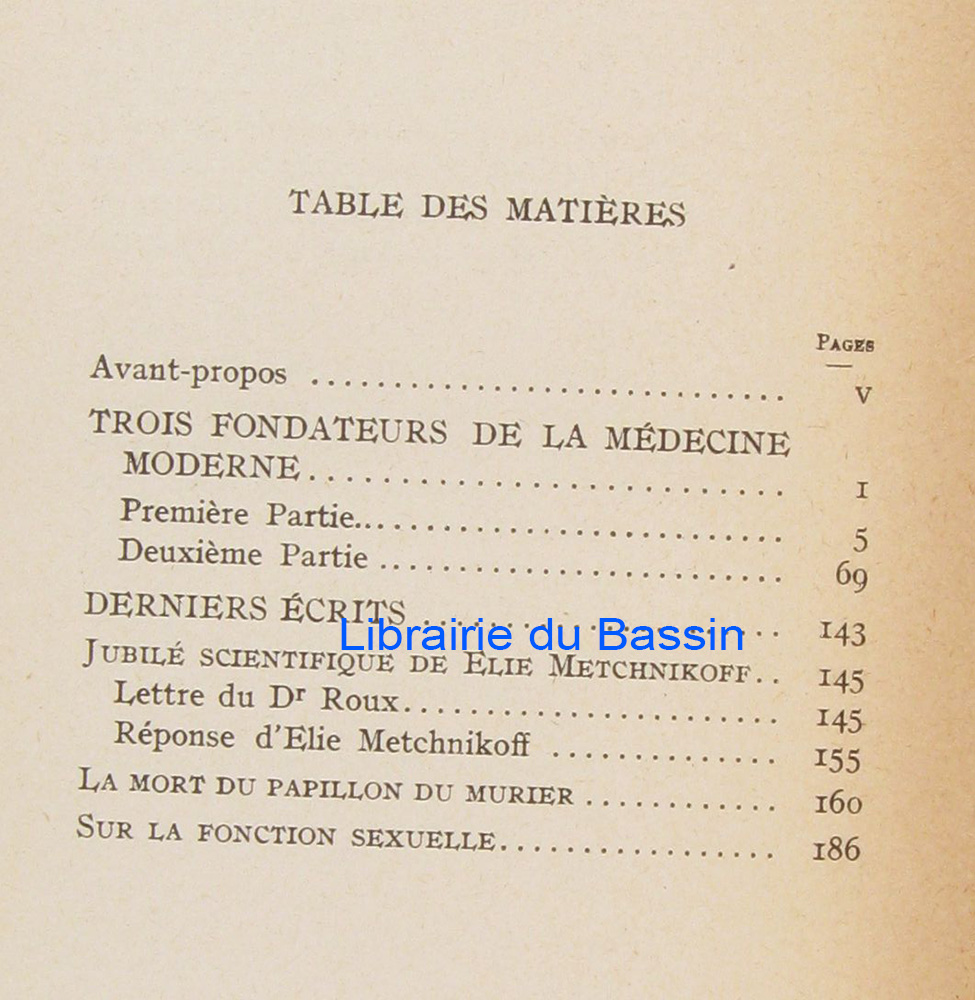 TABLE DES MATIÈRES
PAGES
Avant-propos .................................. V
TROIS FONDATEURS DE LA MÉDECINE
MODERNE.................................. 1
Première Partie.................................. 5
Deuxième Partie .................................. 69
DERNIERS ÉCRITS .................................. 143
Librairie du Bassin
JUBILÉ SCIENTIFIQUE DE ELIE METCHNIKOFF.. 145
Lettre du Dr Roux.................................. 145
Réponse d'Elie Metchnikoff .................. 155
LA MORT DU PAPILLON DU MURIER ............ 160
SUR LA FONCTION SEXUELLE.................. 186